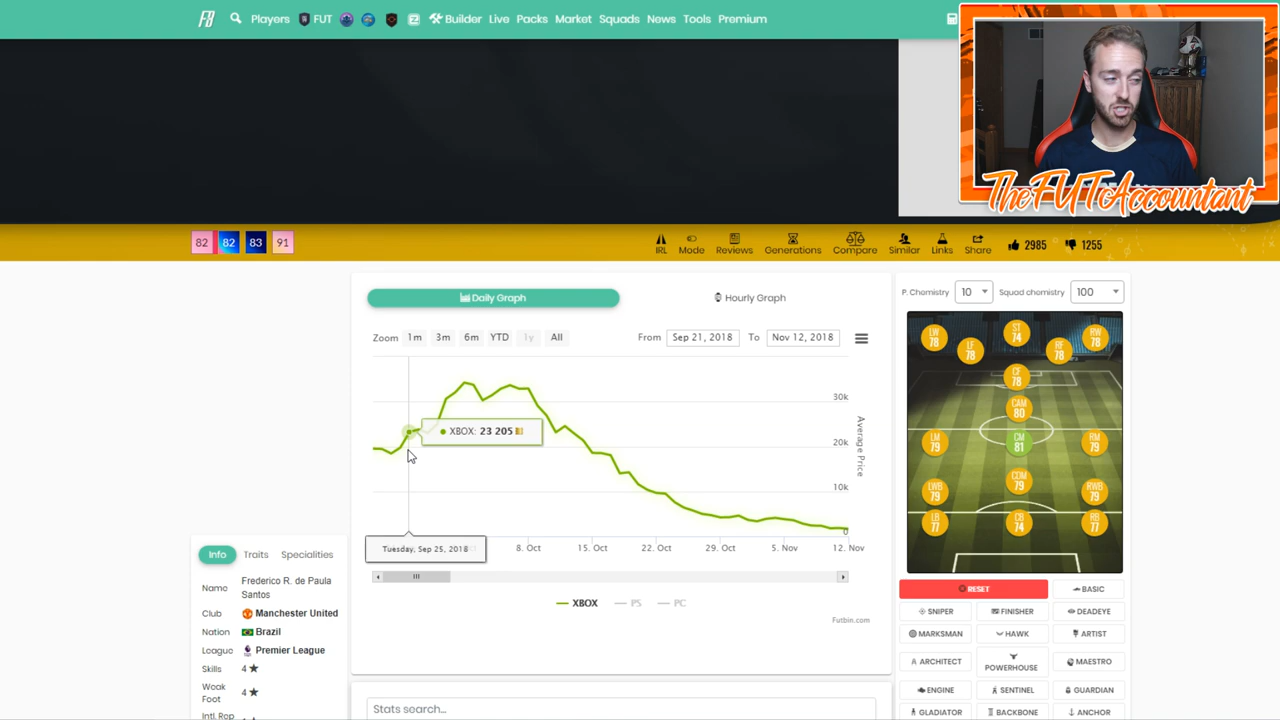 FB Players FUT Builder Live Packs Market Squads News Tools Premium
TheFUTAccountant
82 82 83 91
IRL Mode Reviews Generations Compare Similar Links Share 2985 1255
Daily Graph Hourly Graph
P. Chemistry 10 Squad chemistry 100
Zoom 1m 3m 6m YTD 1y All From Sep 21, 2018 To Nov 12, 2018
30k
20k
10k
0
Average Price
XBOX: 23 205
Tuesday, Sep 25, 2018
8. Oct 15. Oct 22. Oct 29. Oct 5. Nov 12. Nov
XBOX PS PC
Futbin.com
Stats search...
LW 78
ST 74
RW 78
LF 78
RF 78
CF 78
CAM 80
LM 79
CM 81
RM 79
CDM 79
LWB 79
RWB 79
LB 77
CB 74
RB 77
RESET BASIC
SNIPER FINISHER DEADEYE
MARKSMAN HAWK ARTIST
ARCHITECT POWERHOUSE MAESTRO
ENGINE SENTINEL GUARDIAN
GLADIATOR BACKBONE ANCHOR
Info Traits Specialities
Name Frederico R. de Paula
Santos
Club Manchester United
Nation Brazil
League Premier League
Skills 4
Weak
Foot 4
Intl. Rep